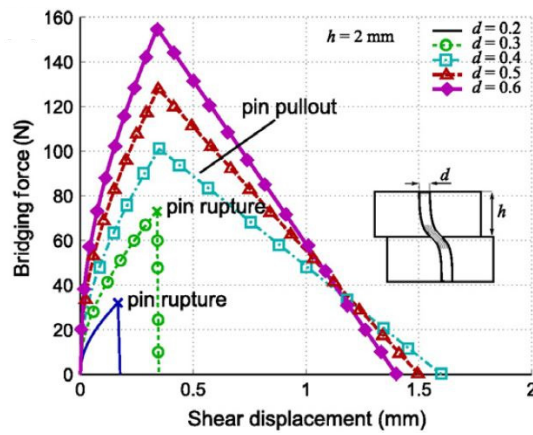 160
140
120
100
80
60
40
20
0
Bridging force (N)
h = 2 mm
d = 0.2
d = 0.3
d = 0.4
d = 0.5
d = 0.6
pin pullout
pin rupture
pin rupture
d
h
0 0.5 1 1.5 2
Shear displacement (mm)